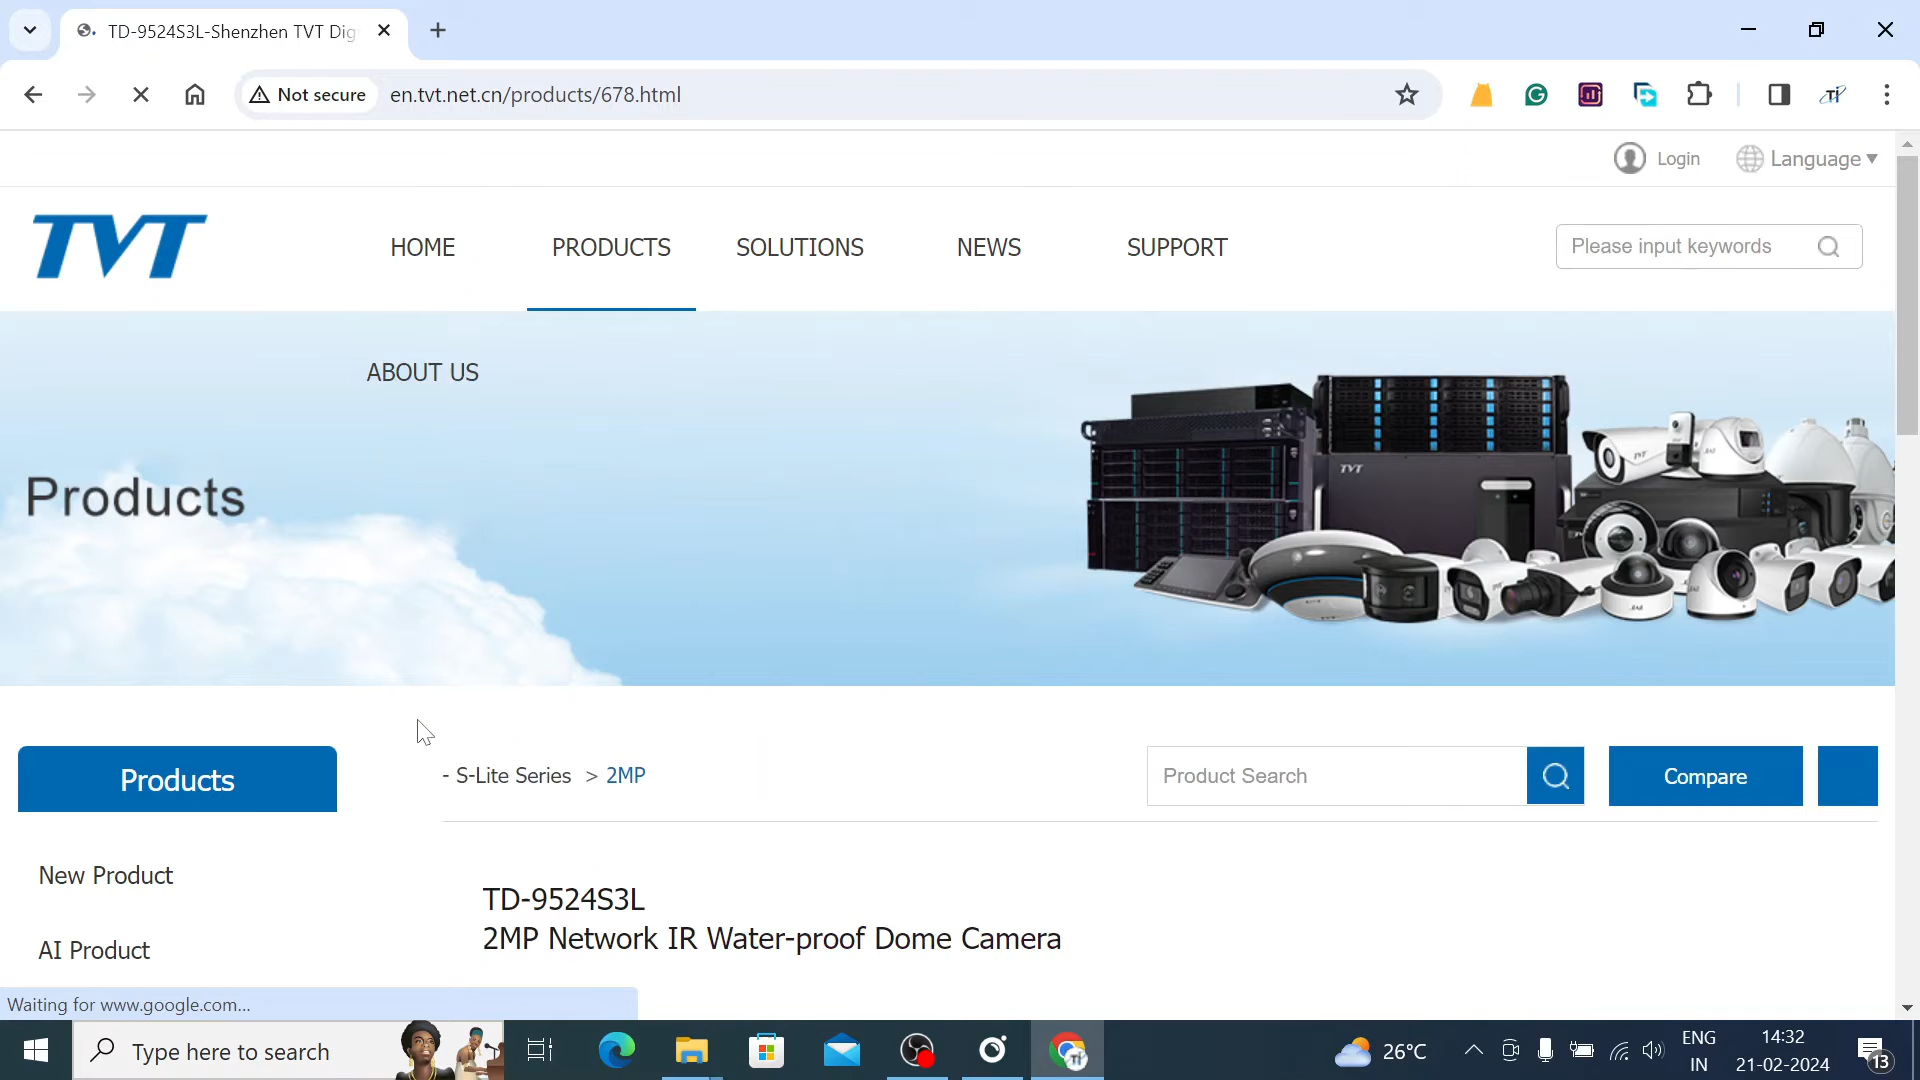 TD-9524S3L-Shenzhen TVT Dig
Not secure
en.tvt.net.cn/products/678.html
Login
Language
TVT
HOME
PRODUCTS
SOLUTIONS
NEWS
SUPPORT
Please input keywords
ABOUT US
Products
TVT
Products
- S-Lite Series > 2MP
Product Search
Compare
New Product
TD-9524S3L
2MP Network IR Water-proof Dome Camera
AI Product
Waiting for www.google.com...
Type here to search
26°C
ENG
IN
14:32
21-02-2024
13